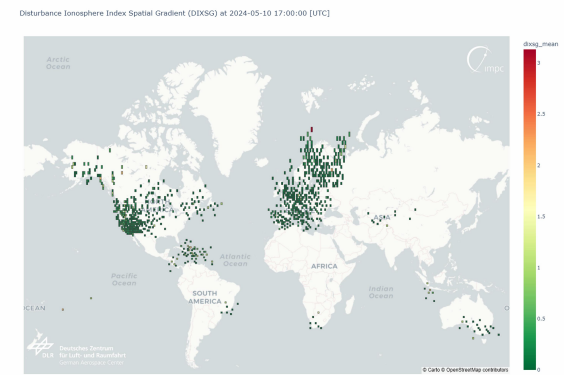 Disturbance Ionosphere Index Spatial Gradient (DIXSG) at 2024-05-10 17:00:00 [UTC]
dixsg_mean
Arctic
Ocean
impc
3
2.5
2
1.5
1
0.5
0
ASIA
Atlantic
Ocean
AFRICA
Pacific
Ocean
Indian
Ocean
SOUTH
AMERICA
OCEAN
O
DLR
Deutsches Zentrum
für Luft- und Raumfahrt
German Aerospace Center
© Carto © OpenStreetMap contributors